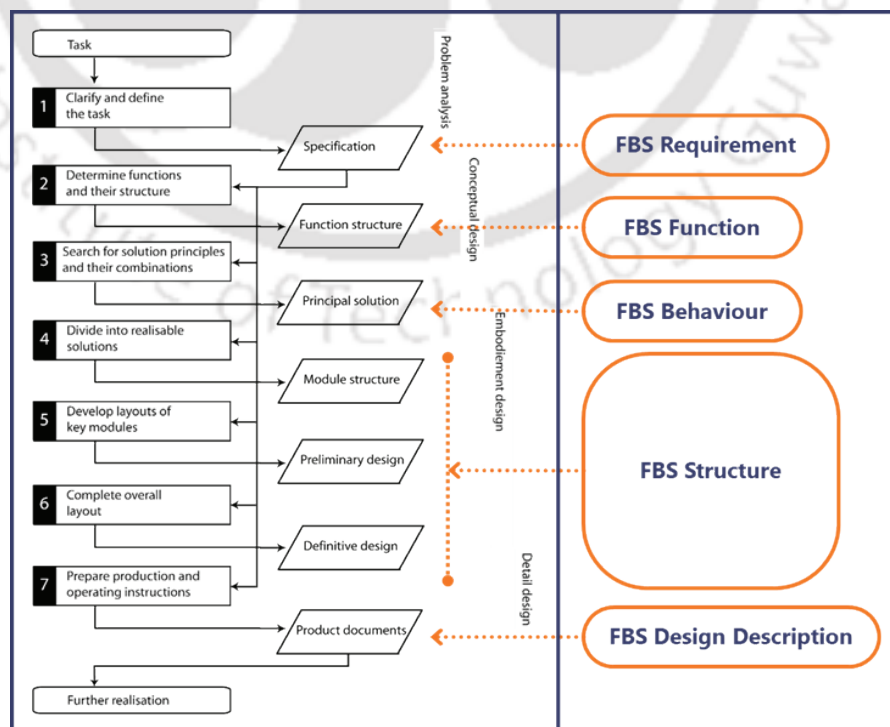 Task
1
Clarify and define
the task
Specification
2
Determine functions
and their structure
Function structure
3
Search for solution principles
and their combinations
Principal solution
4
Divide into realisable
solutions
Module structure
5
Develop layouts of
key modules
Preliminary design
6
Complete overall
layout
Definitive design
7
Prepare production and
operating instructions
Product documents
Further realisation
Problem analysis
Conceptual design
Embodiement design
Detail design
FBS Requirement
FBS Function
FBS Behaviour
FBS Structure
FBS Design Description
of Technology Guw